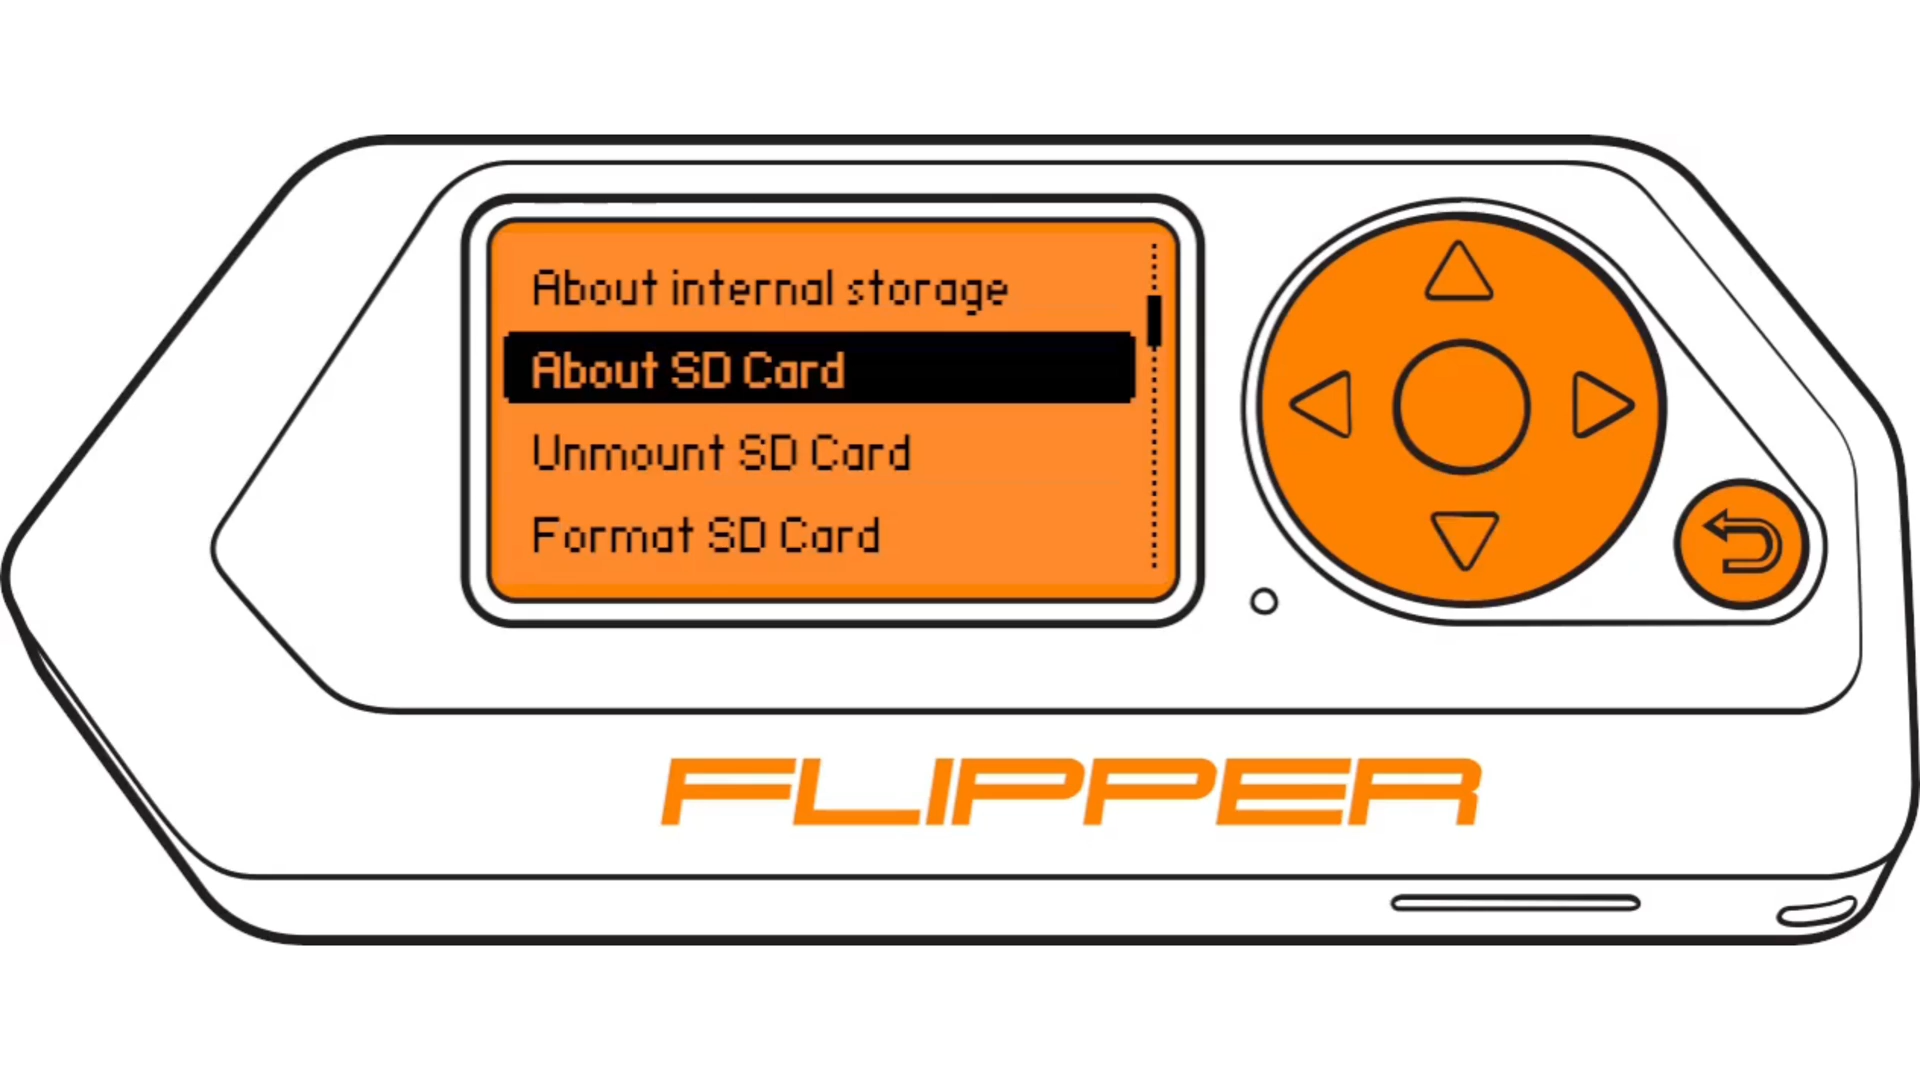 About internal storage
About SD Card
Unmount SD Card
Format SD Card
FLIPPER